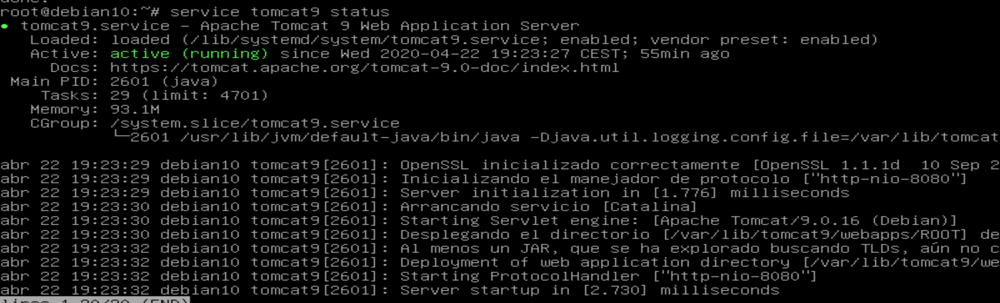 done.
root@debian10:~# service tomcat9 status
● tomcat9.service - Apache Tomcat 9 Web Application Server
Loaded: loaded (/lib/systemd/system/tomcat9.service; enabled; vendor preset: enabled)
Active: active (running) since Wed 2020-04-22 19:23:27 CEST; 55min ago
Docs: https://tomcat.apache.org/tomcat-9.0-doc/index.html
Main PID: 2601 (java)
Tasks: 29 (limit: 4701)
Memory: 93.1M
CGroup: /system.slice/tomcat9.service
└─2601 /usr/lib/jvm/default-java/bin/java -Djava.util.logging.config.file=/var/lib/tomcat
abr 22 19:23:29 debian10 tomcat9[2601]: OpenSSL inicializado correctamente [OpenSSL 1.1.1d  10 Sep 2
abr 22 19:23:29 debian10 tomcat9[2601]: Inicializando el manejador de protocolo ["http-nio-8080"]
abr 22 19:23:29 debian10 tomcat9[2601]: Server initialization in [1.776] milliseconds
abr 22 19:23:30 debian10 tomcat9[2601]: Arrancando servicio [Catalina]
abr 22 19:23:30 debian10 tomcat9[2601]: Starting Servlet engine: [Apache Tomcat/9.0.16 (Debian)]
abr 22 19:23:30 debian10 tomcat9[2601]: Desplegando el directorio [/var/lib/tomcat9/webapps/ROOT] de
abr 22 19:23:32 debian10 tomcat9[2601]: Al menos un JAR, que se ha explorado buscando TLDs, aún no c
abr 22 19:23:32 debian10 tomcat9[2601]: Deployment of web application directory [/var/lib/tomcat9/we
abr 22 19:23:32 debian10 tomcat9[2601]: Starting ProtocolHandler ["http-nio-8080"]
abr 22 19:23:32 debian10 tomcat9[2601]: Server startup in [2.730] milliseconds
lines 1-20/20 (END)